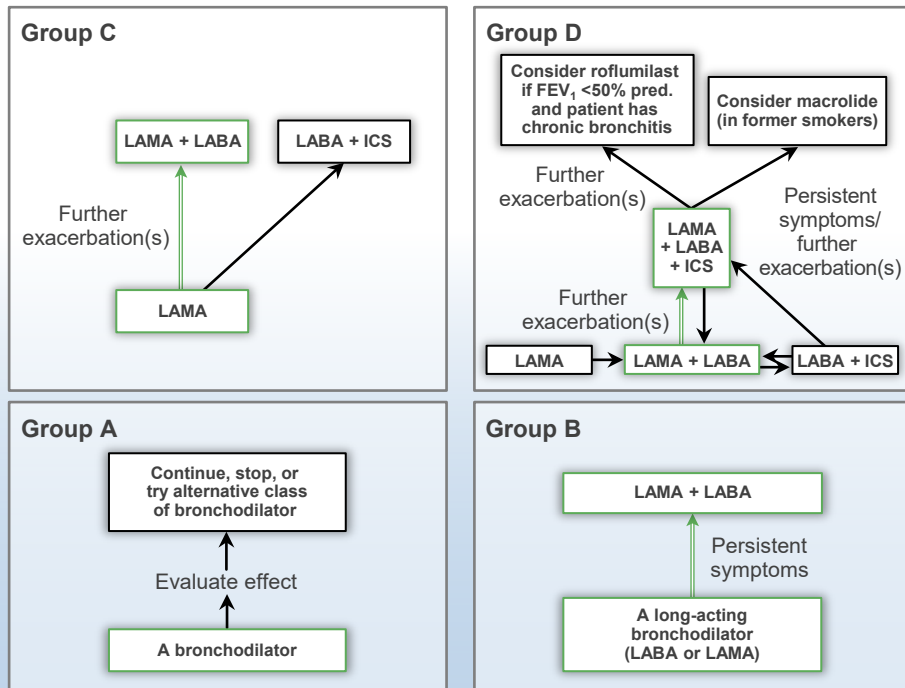 Group C
LAMA + LABA
LABA + ICS
Further
exacerbation(s)
LAMA
Group D
Consider roflumilast
if FEV₁ <50% pred.
and patient has
chronic bronchitis
Consider macrolide
(in former smokers)
Further
exacerbation(s)
Persistent
symptoms/
further
exacerbation(s)
LAMA
+ LABA
+ ICS
Further
exacerbation(s)
LAMA
LAMA + LABA
LABA + ICS
Group A
Continue, stop, or
try alternative class
of bronchodilator
Evaluate effect
A bronchodilator
Group B
LAMA + LABA
Persistent
symptoms
A long-acting
bronchodilator
(LABA or LAMA)